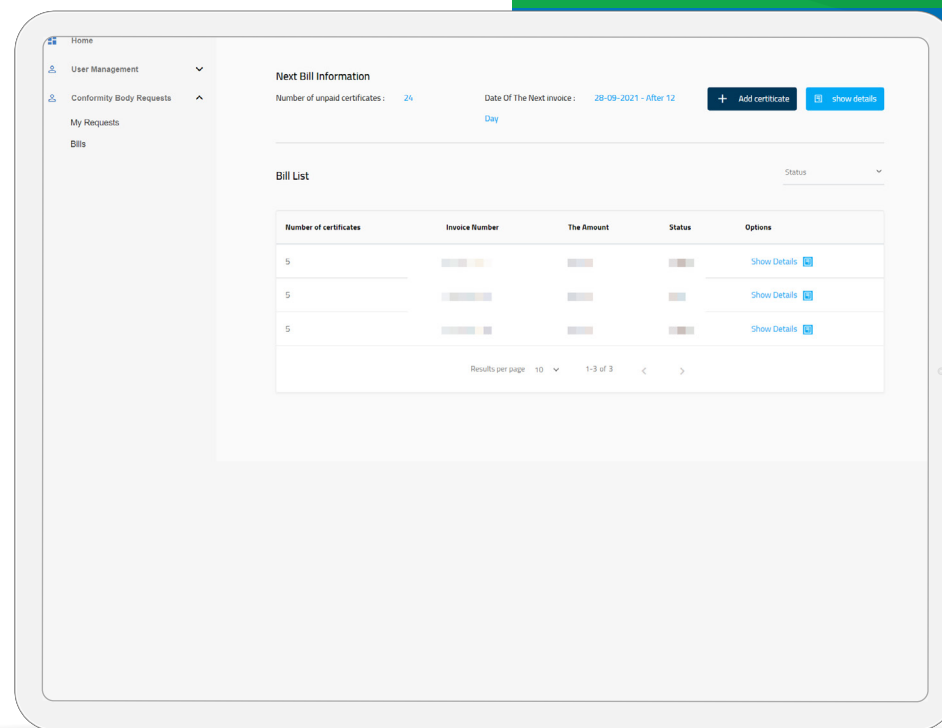 Home
User Management
Conformity Body Requests
My Requests
Bills
Next Bill Information
Number of unpaid certificates : 24
Date Of The Next invoice : 28-09-2021 - After 12
Day
+ Add certiticate
show details
Bill List
Status
Number of certificates Invoice Number The Amount Status Options
5 Show Details
5 Show Details
5 Show Details
Results per page 10 1-3 of 3 < >